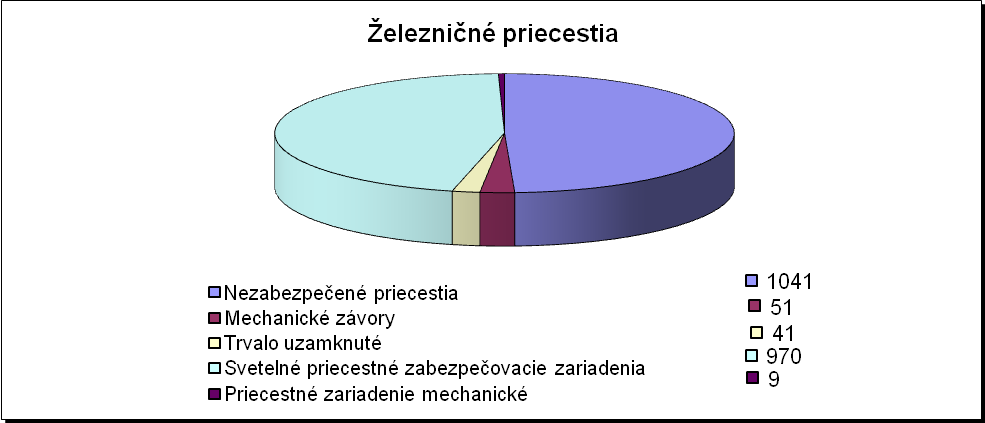 Železničné priecestia
Nezabezpečené priecestia
Mechanické závory
Trvalo uzamknuté
Svetelné priecestné zabezpečovacie zariadenia
Priecestné zariadenie mechanické
1041
51
41
970
9